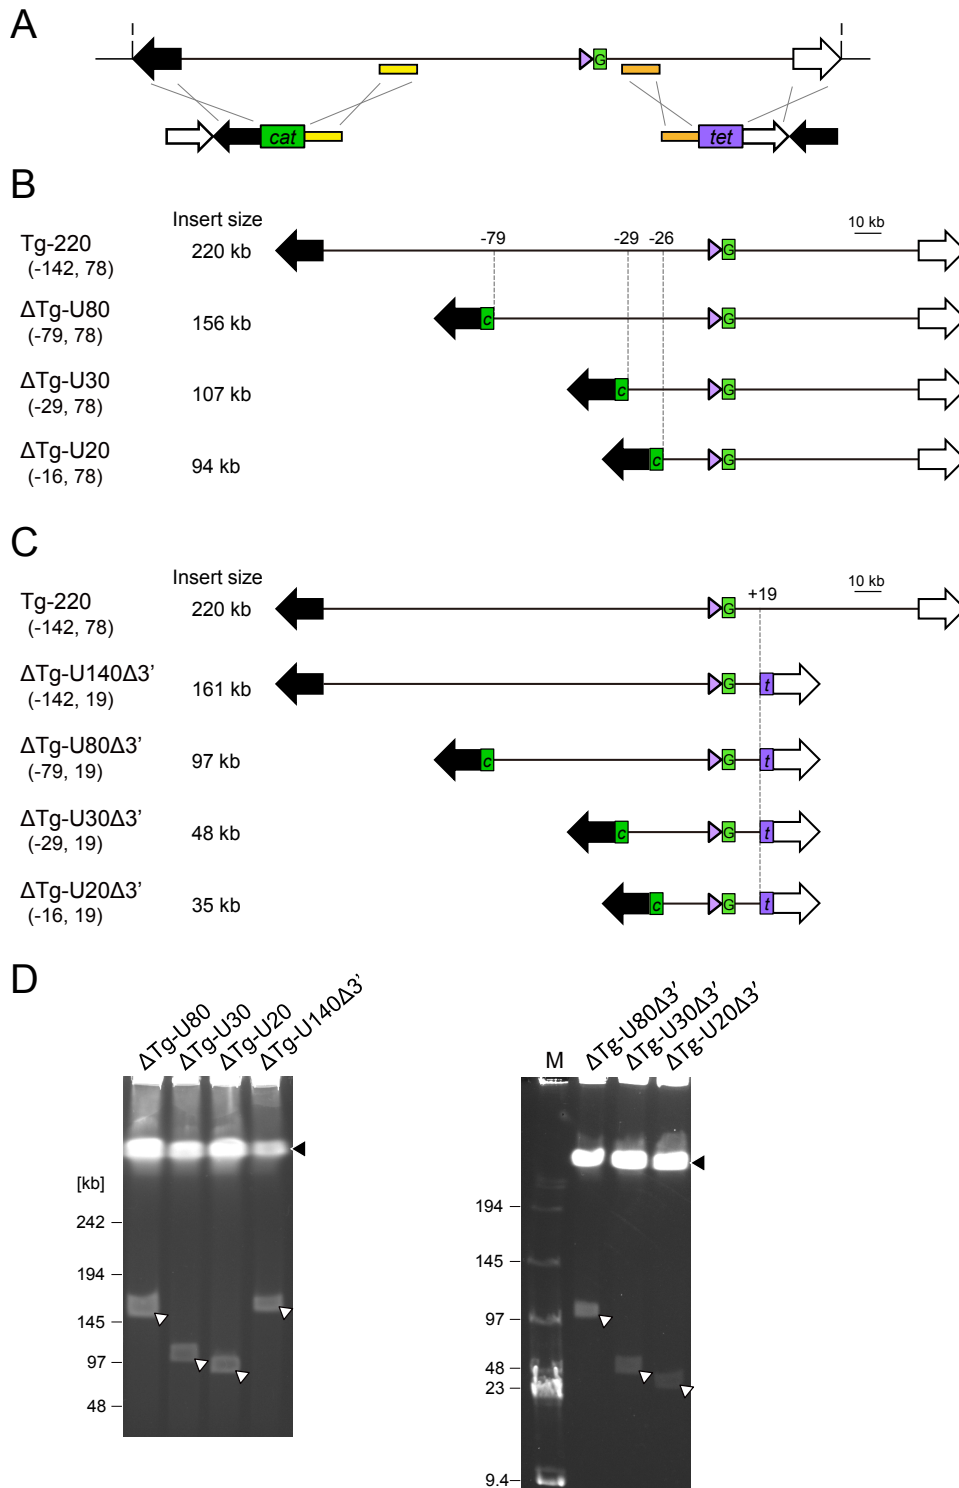 A
G
cat
tet
B
Insert size
Tg-220
(-142, 78)
220 kb
-79
-29
-26
10 kb
G
ΔTg-U80
(-79, 78)
156 kb
c
G
ΔTg-U30
(-29, 78)
107 kb
c
G
ΔTg-U20
(-16, 78)
94 kb
c
G
C
Insert size
Tg-220
(-142, 78)
220 kb
+19
10 kb
G
ΔTg-U140Δ3’
(-142, 19)
161 kb
G
t
ΔTg-U80Δ3’
(-79, 19)
97 kb
c
G
t
ΔTg-U30Δ3’
(-29, 19)
48 kb
c
G
t
ΔTg-U20Δ3’
(-16, 19)
35 kb
c
G
t
D
ΔTg-U80
ΔTg-U30
ΔTg-U20
ΔTg-U140Δ3’
[kb]
242
194
145
97
48
M
ΔTg-U80Δ3’
ΔTg-U30Δ3’
ΔTg-U20Δ3’
194
145
97
48
23
9.4